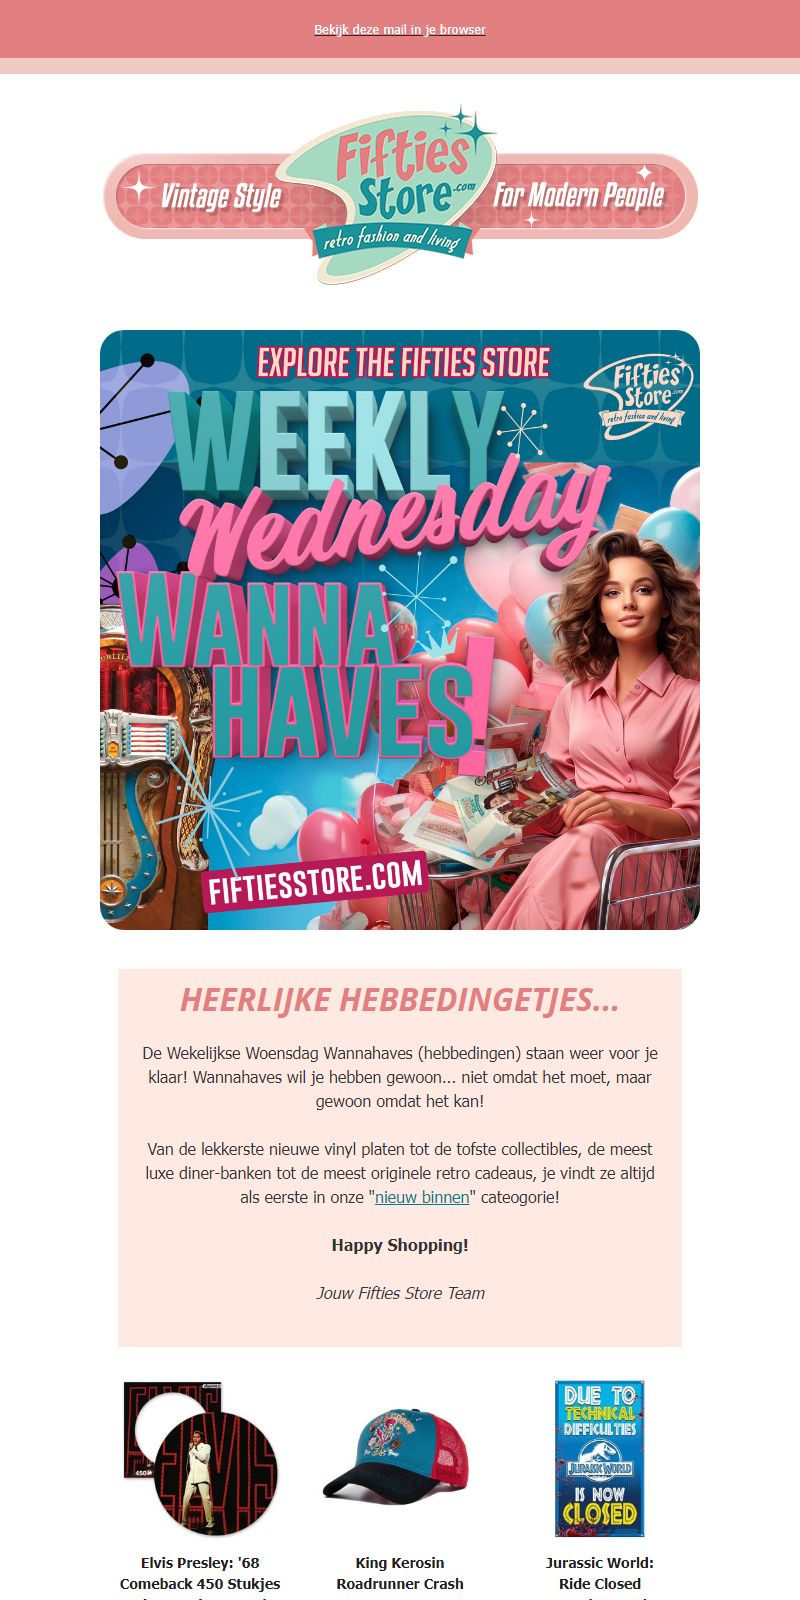 Bekijk deze mail in je browser
Vintage Style
Fifties
Store.com
retro fashion and living
For Modern People
EXPLORE THE FIFTIES STORE
Fifties
Store.com
retro fashion and living
WEEKLY
Wednesday
WANNA
HAVES!
FIFTIESSTORE.COM
HEERLIJKE HEBBEDINGETJES...
De Wekelijkse Woensdag Wannahaves (hebbedingen) staan weer voor je
klaar! Wannahaves wil je hebben gewoon... niet omdat het moet, maar
gewoon omdat het kan!
Van de lekkerste nieuwe vinyl platen tot de tofste collectibles, de meest
luxe diner-banken tot de meest originele retro cadeaus, je vindt ze altijd
als eerste in onze "nieuw binnen" cateogorie!
Happy Shopping!
Jouw Fifties Store Team
ELVIS
450
DUE TO
TECHNICAL
DIFFICULTIES
JURASSIC WORLD
IS NOW
CLOSED
Elvis Presley: '68
Comeback 450 Stukjes
King Kerosin
Roadrunner Crash
Jurassic World:
Ride Closed